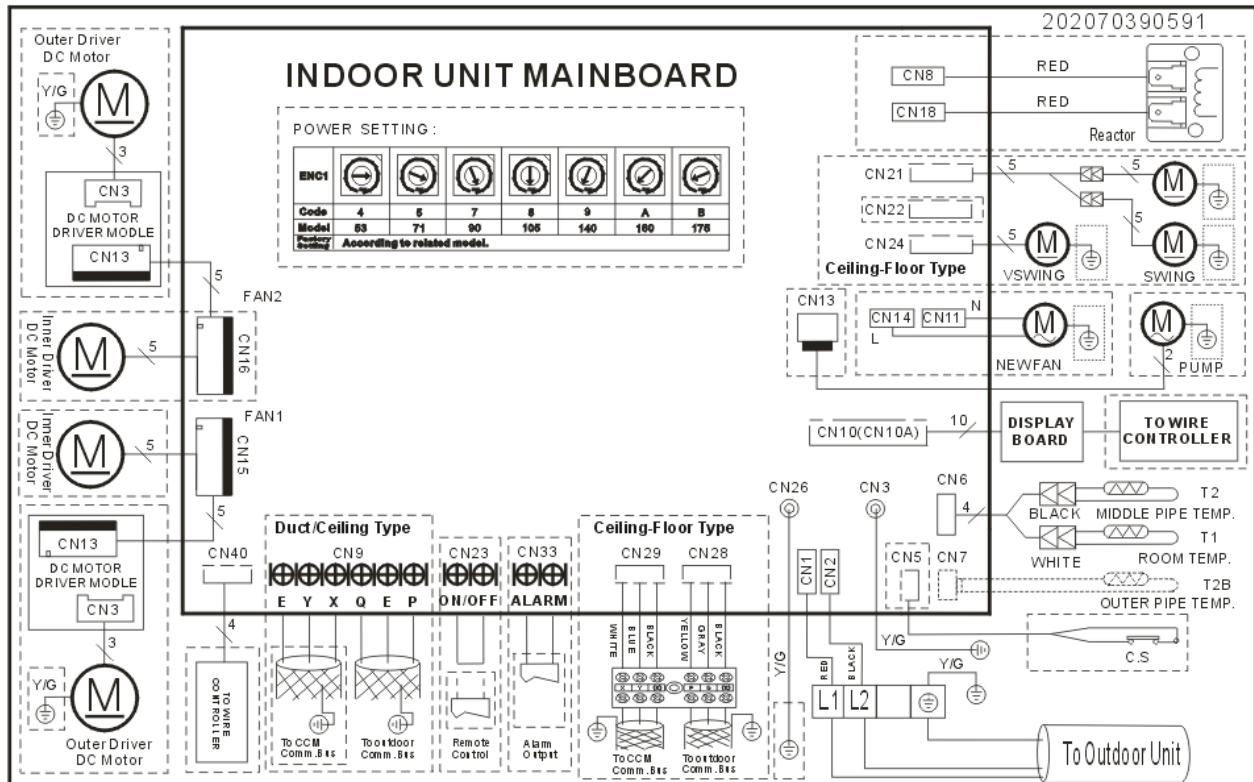 202070390591
Outer Driver
DC Motor
Y/G
M
3
CN3
DC MOTOR
DRIVER MODLE
CN13
5
FAN2
Inner Driver
DC Motor
M
5
CN16
FAN1
Inner Driver
DC Motor
M
5
CN15
5
CN13
DC MOTOR
DRIVER MODLE
CN3
3
Y/G
M
Outer Driver
DC Motor
INDOOR UNIT MAINBOARD
POWER SETTING:
ENC1
Code 4 5 7 8 9 A B
Model 53 71 90 105 140 160 176
Factory Setting According to related model.
CN8 RED
CN18 RED
Reactor
CN21 5 5 M
CN22
5
CN24 5 M M
Ceiling-Floor Type VSWING SWING
CN13
CN14 CN11 N M
L
NEWFAN
M
2
PUMP
CN10(CN10A) 10 DISPLAY BOARD TO WIRE CONTROLLER
CN26 CN3 CN6
4
BLACK T2
MIDDLE PIPE TEMP.
WHITE T1
ROOM TEMP.
CN5 CN7
T2B
OUTER PIPE TEMP.
C.S
CN40
4
TO WIRE
CONTROLLER
Duct/Ceiling Type
CN9
E Y X Q E P
To CCM
Comm.Bus
To outdoor
Comm.Bus
CN23
ON/OFF
Remote
Control
CN33
ALARM
Alarm
Output
Ceiling-Floor Type
CN29 CN28
WHITE BLUE BLACK YELLOW GRAY BLACK
X Y
To CCM
Comm.Bus
To outdoor
Comm.Bus
Y/G
CN1 CN2
RED BLACK
Y/G
Y/G
L1 L2
To Outdoor Unit